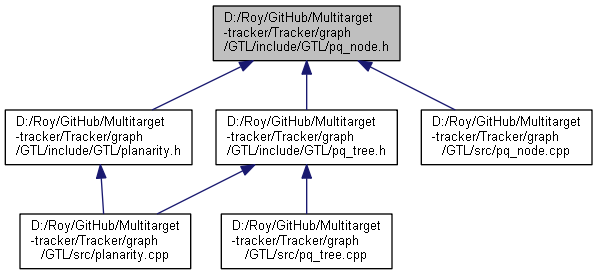 D:/Roy/GitHub/Multitarget
-tracker/Tracker/graph
/GTL/include/GTL/pq_node.h
D:/Roy/GitHub/Multitarget
-tracker/Tracker/graph
/GTL/include/GTL/planarity.h
D:/Roy/GitHub/Multitarget
-tracker/Tracker/graph
/GTL/include/GTL/pq_tree.h
D:/Roy/GitHub/Multitarget
-tracker/Tracker/graph
/GTL/src/pq_node.cpp
D:/Roy/GitHub/Multitarget
-tracker/Tracker/graph
/GTL/src/planarity.cpp
D:/Roy/GitHub/Multitarget
-tracker/Tracker/graph
/GTL/src/pq_tree.cpp